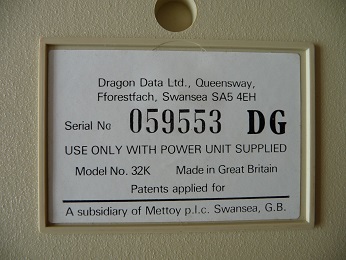 Dragon Data Ltd., Queensway,
Fforestfach, Swansea SA5 4EH
Serial No 059553 DG
USE ONLY WITH POWER UNIT SUPPLIED
Model No. 32K Made in Great Britain
Patents applied for
A subsidiary of Mettoy p.l.c. Swansea, G.B.